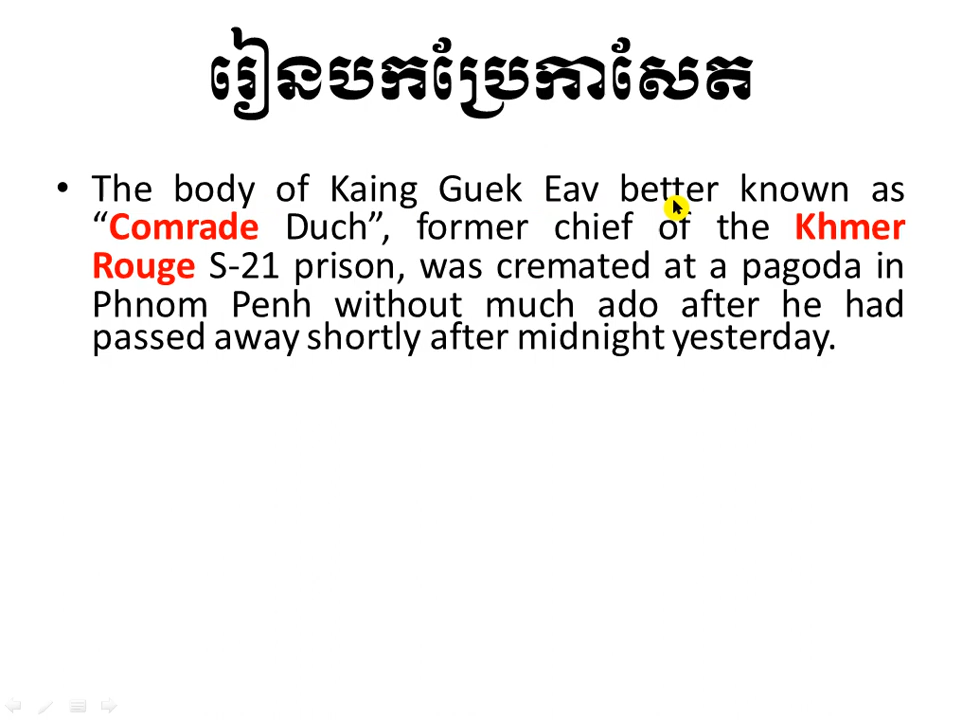 រៀនបកប្រែកាសែត
• The body of Kaing Guek Eav better known as
“Comrade Duch”, former chief of the Khmer
Rouge S-21 prison, was cremated at a pagoda in
Phnom Penh without much ado after he had
passed away shortly after midnight yesterday.